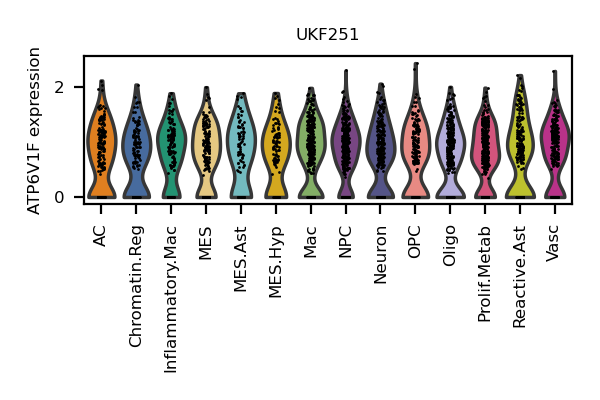 UKF251
ATP6V1F expression
2
0
AC
Chromatin.Reg
Inflammatory.Mac
MES
MES.Ast
MES.Hyp
Mac
NPC
Neuron
OPC
Oligo
Prolif.Metab
Reactive.Ast
Vasc